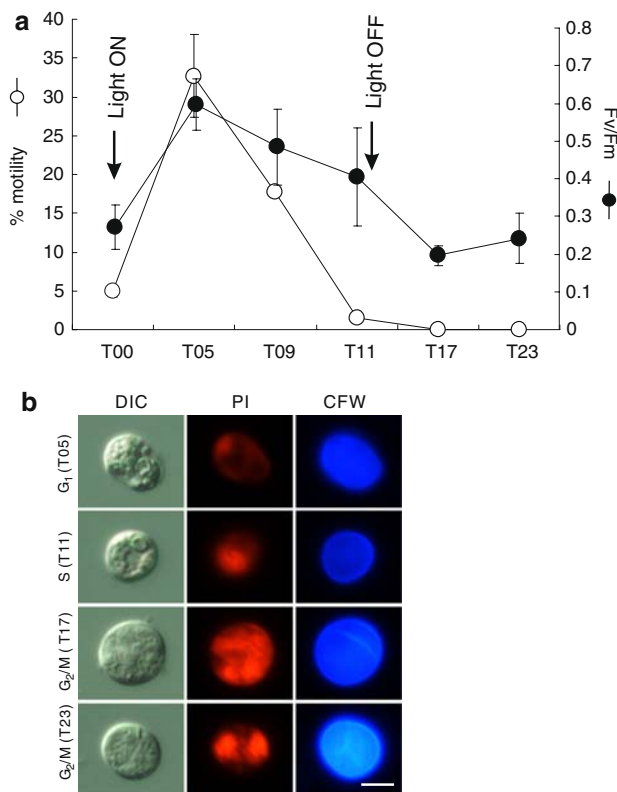 a
Light ON
Light OFF
% motility
40
35
30
25
20
15
10
5
0
0.8
0.7
0.6
0.5
0.4
0.3
0.2
0.1
0
Fv/Fm
T00 T05 T09 T11 T17 T23
b
DIC PI CFW
G₁ (T05)
S (T11)
G₂/M (T17)
G₂/M (T23)